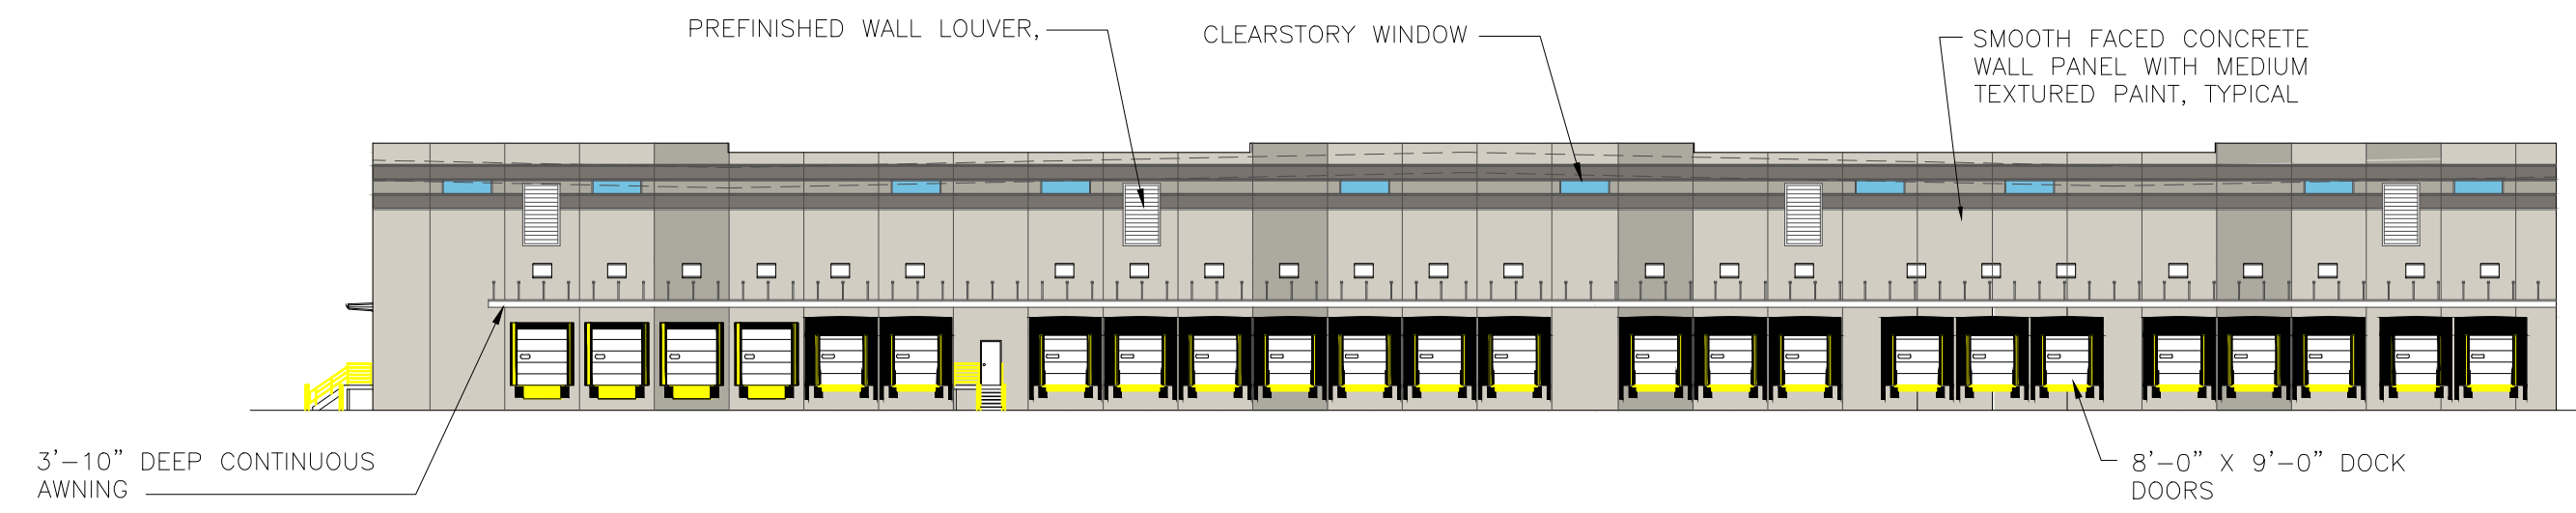 PREFINISHED WALL LOUVER,
CLEARSTORY WINDOW
SMOOTH FACED CONCRETE
WALL PANEL WITH MEDIUM
TEXTURED PAINT, TYPICAL
3'-10" DEEP CONTINUOUS
AWNING
8'-0" X 9'-0" DOCK
DOORS